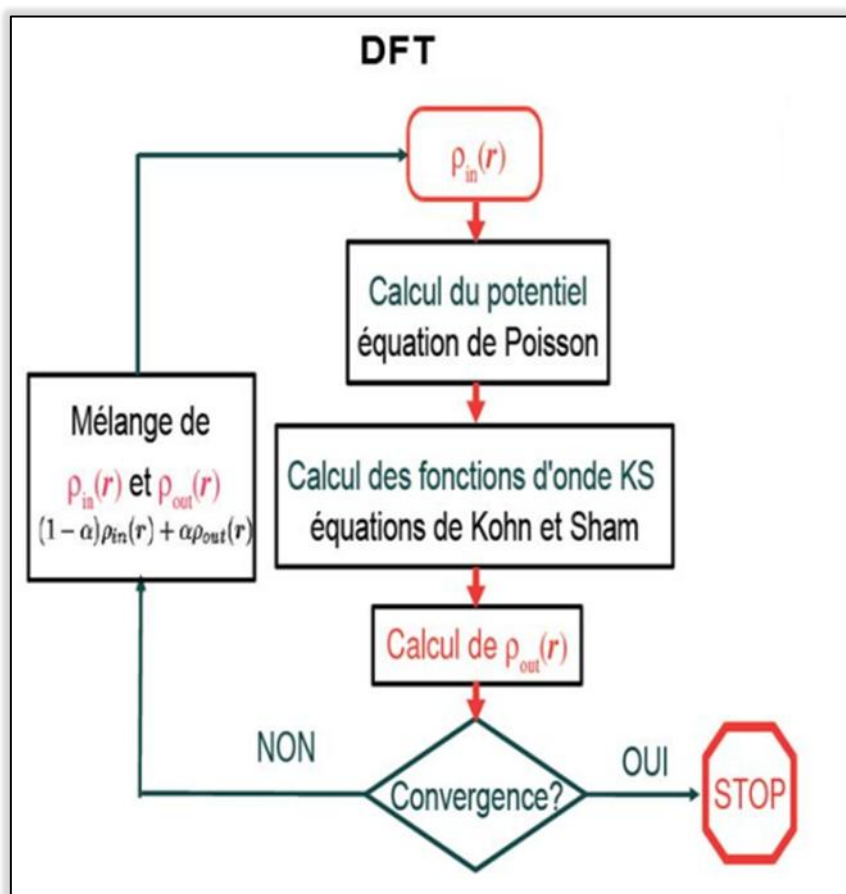 DFT
ρin(r)
Calcul du potentiel
équation de Poisson
Mélange de
ρin(r) et ρout(r)
(1 − α)ρin(r) + αρout(r)
Calcul des fonctions d'onde KS
équations de Kohn et Sham
Calcul de ρout(r)
NON
Convergence?
OUI
STOP